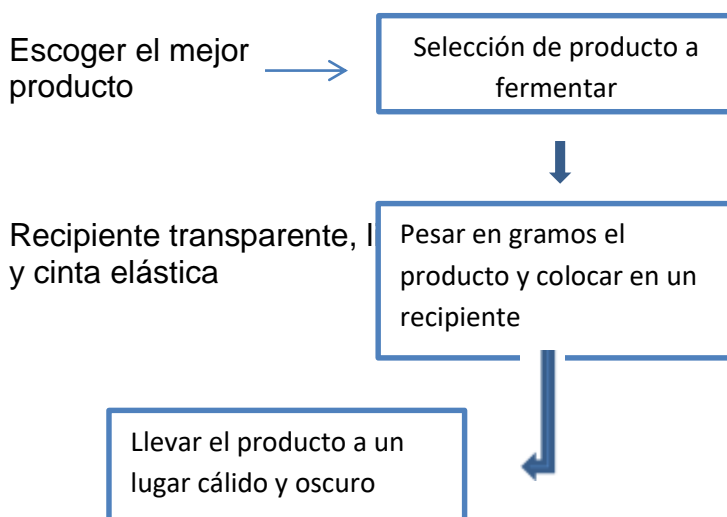 Escoger el mejor
producto
Selección de producto a
fermentar
Recipiente transparente,
y cinta elástica
Pesar en gramos el
producto y colocar en un
recipiente
Llevar el producto a un
lugar cálido y oscuro